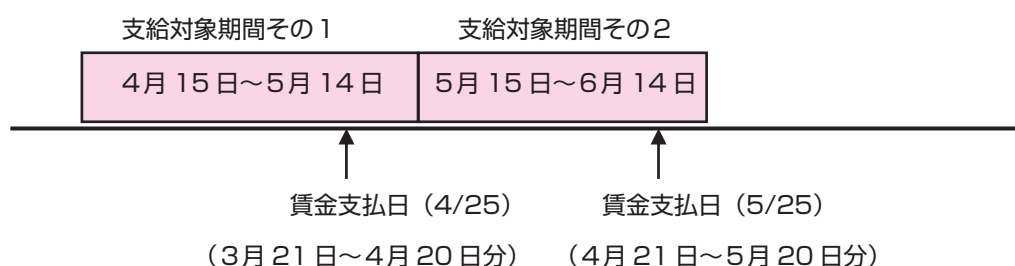 支給対象期間その１ 支給対象期間その２
４月 15 日～５月 14 日 ５月 15 日～６月 14 日
賃金支払日（4/25） 賃金支払日（5/25）
（３月 21 日～４月 20 日分） （４月 21 日～５月 20 日分）